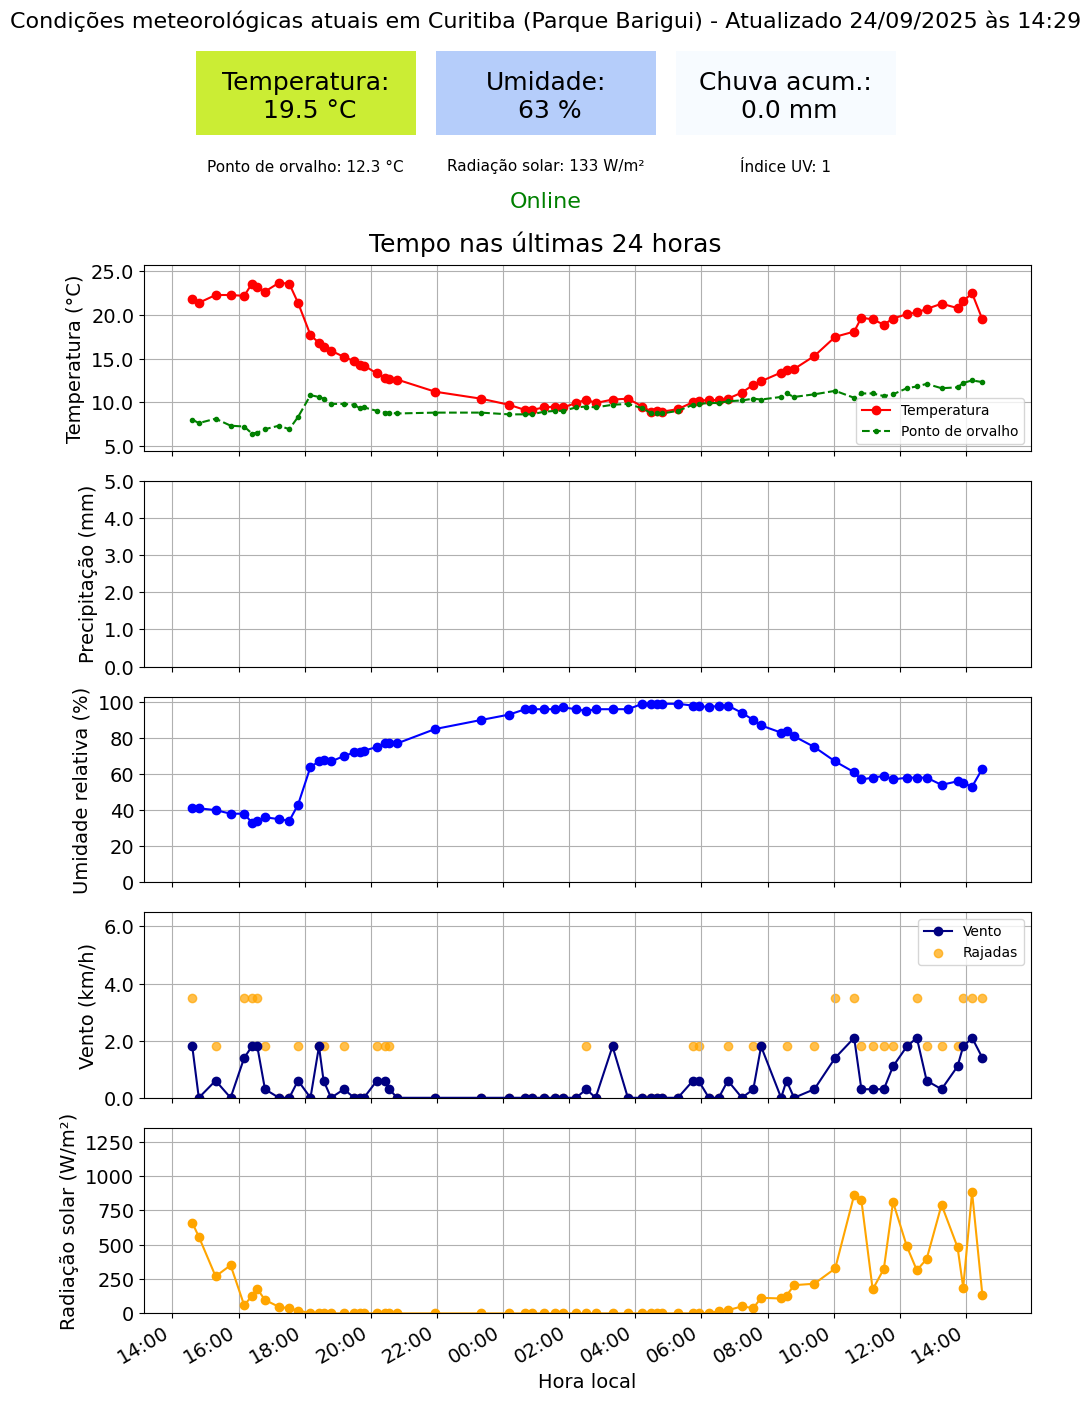 Condições meteorológicas atuais em Curitiba (Parque Barigui) - Atualizado 24/09/2025 às 14:29
Temperatura:
19.5 °C
Umidade:
63 %
Chuva acum.:
0.0 mm
Ponto de orvalho: 12.3 °C
Radiação solar: 133 W/m²
Índice UV: 1
Online
Tempo nas últimas 24 horas
Temperatura (°C)
25.0
20.0
15.0
10.0
5.0
Temperatura
Ponto de orvalho
Precipitação (mm)
5.0
4.0
3.0
2.0
1.0
0.0
Umidade relativa (%)
100
80
60
40
20
0
Vento (km/h)
6.0
4.0
2.0
0.0
Vento
Rajadas
Radiação solar (W/m²)
1250
1000
750
500
250
0
14:00
16:00
18:00
20:00
22:00
00:00
02:00
04:00
06:00
08:00
10:00
12:00
14:00
Hora local